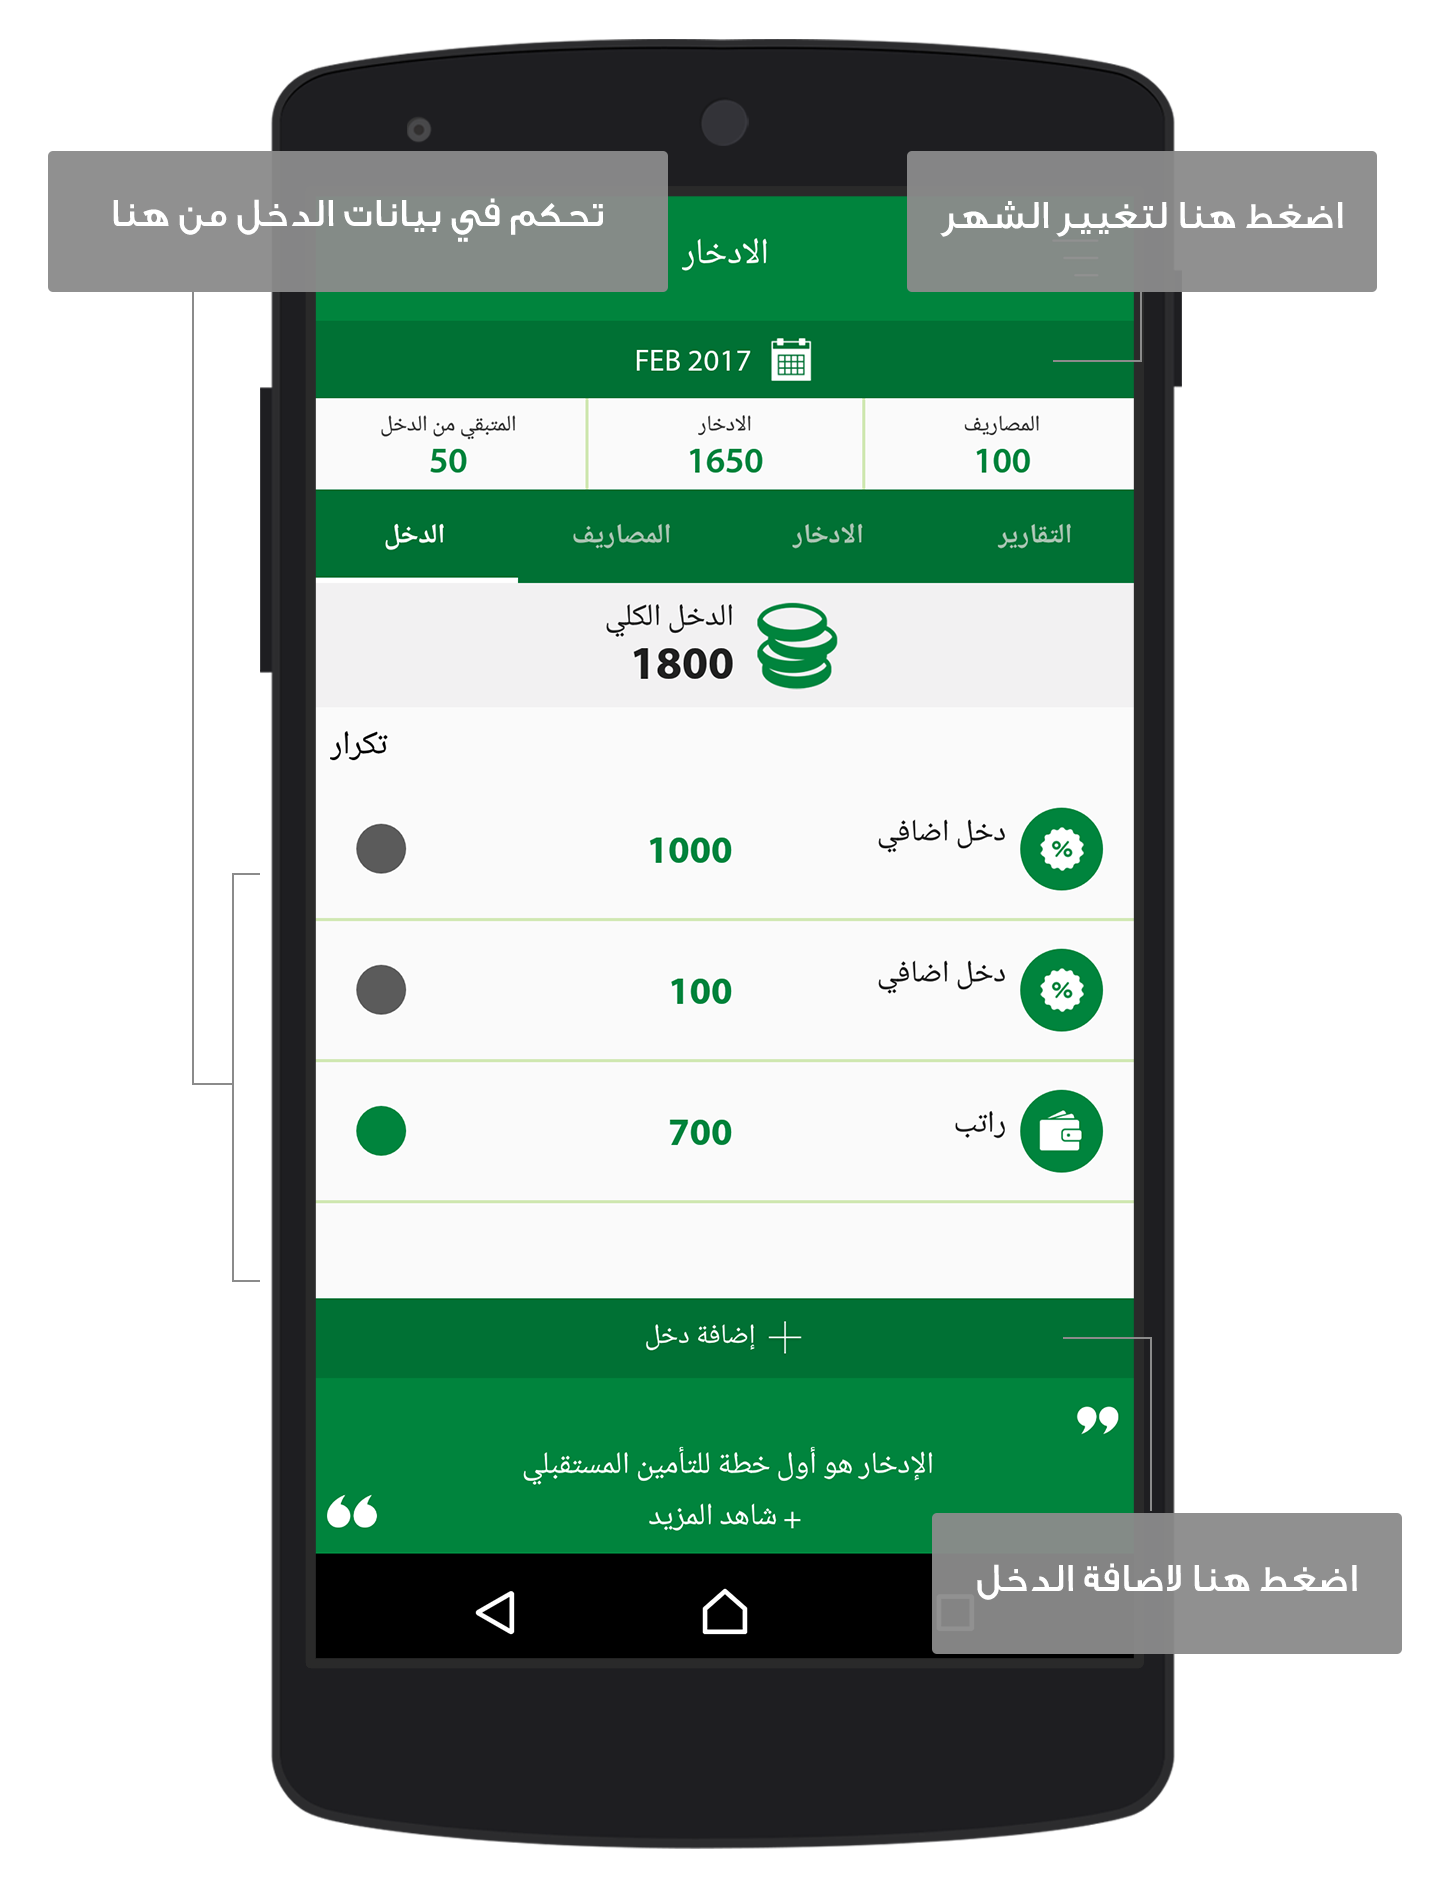 اضغط هنا لتغيير الشهر
تحكم في بيانات الدخل من هنا
الادخار
FEB 2017
المصاريف
100
الادخار
1650
المتبقي من الدخل
50
التقارير
الادخار
المصاريف
الدخل
الدخل الكلي
1800
تكرار
دخل اضافي
1000
دخل اضافي
100
راتب
700
إضافة دخل
الإدخار هو أول خطة للتأمين المستقبلي
+ شاهد المزيد
اضغط هنا لاضافة الدخل